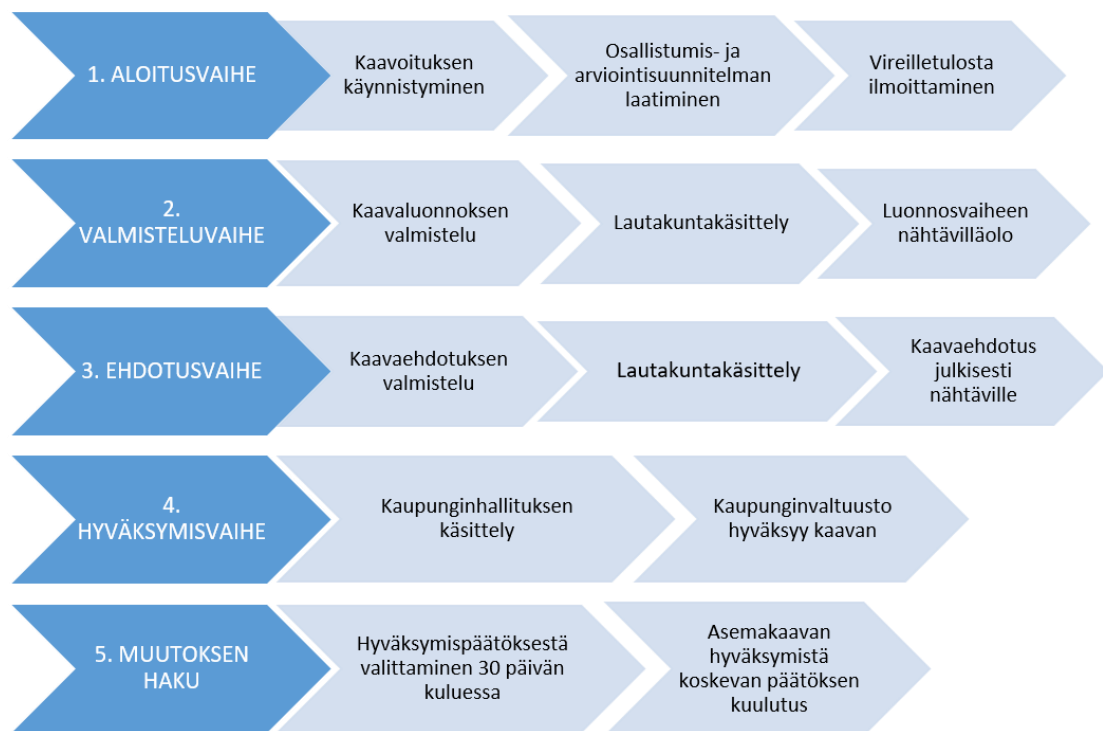 1. ALOITUSVAIHE
Kaavoituksen
käynnistyminen
Osallistumis- ja
arviointisuunnitelman
laatiminen
Vireilletulosta
ilmoittaminen
2.
VALMISTELUVAIHE
Kaavaluonnoksen
valmistelu
Lautakuntakäsittely
Luonnosvaiheen
nähtävilläolo
3. EHDOTUSVAIHE
Kaavaehdotuksen
valmistelu
Lautakuntakäsittely
Kaavaehdotus
julkisesti
nähtäville
4.
HYVÄKSYMISVAIHE
Kaupunginhallituksen
käsittely
Kaupunginvaltuusto
hyväksyy kaavan
5. MUUTOKSEN
HAKU
Hyväksymispäätöksestä
valittaminen 30 päivän
kuluessa
Asemakaavan
hyväksymistä
koskevan päätöksen
kuulutus